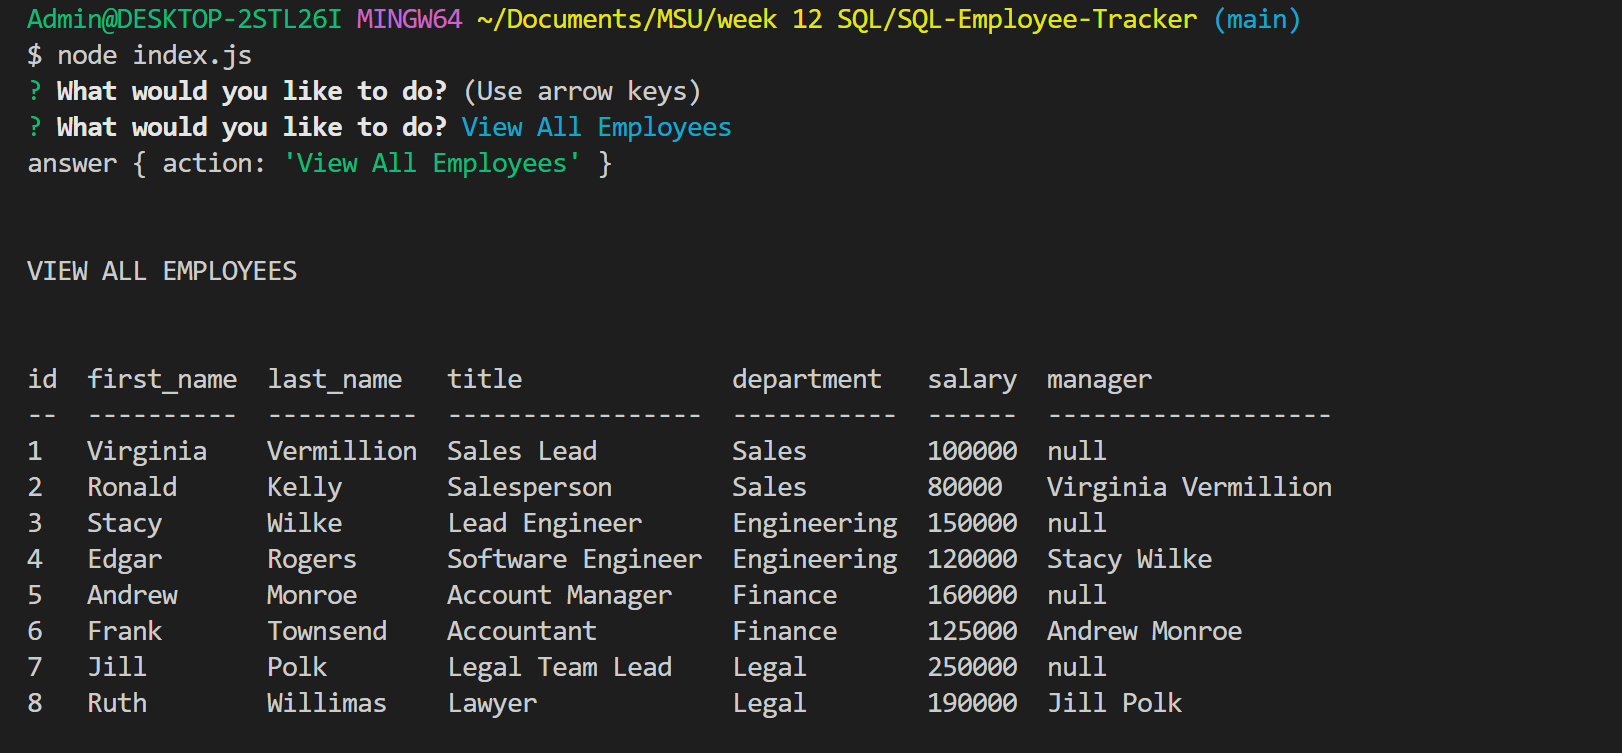 Admin@DESKTOP-2STL26I MINGW64 ~/Documents/MSU/week 12 SQL/SQL-Employee-Tracker (main)
$ node index.js
? What would you like to do? (Use arrow keys)
? What would you like to do? View All Employees
answer { action: 'View All Employees' }
VIEW ALL EMPLOYEES
id  first_name  last_name   title              department   salary  manager
--  ----------  ----------  -----------------  -----------  ------  -------------------
1   Virginia    Vermillion  Sales Lead         Sales        100000  null
2   Ronald      Kelly       Salesperson        Sales        80000   Virginia Vermillion
3   Stacy       Wilke       Lead Engineer      Engineering  150000  null
4   Edgar       Rogers      Software Engineer  Engineering  120000  Stacy Wilke
5   Andrew      Monroe      Account Manager    Finance      160000  null
6   Frank       Townsend    Accountant         Finance      125000  Andrew Monroe
7   Jill        Polk        Legal Team Lead    Legal        250000  null
8   Ruth        Willimas    Lawyer             Legal        190000  Jill Polk